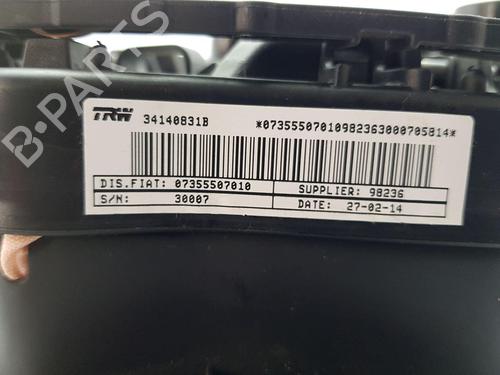 TRW 34140831B *07355507010982363000705814*
DIS.FIAT: 07355507010 SUPPLIER: 98236
S/N: 30007 DATE: 27-02-14
B-PARTS